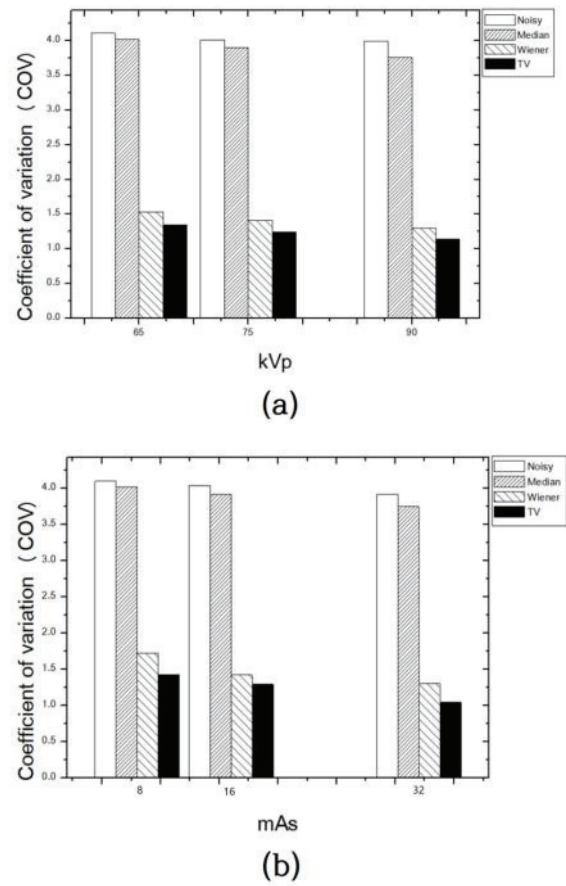 Noisy
Median
Wiener
TV
Coefficient of variation ( COV)
4.0
3.5
3.0
2.5
2.0
1.5
1.0
0.5
0.0
65 75 90
kVp
(a)
Noisy
Median
Wiener
TV
Coefficient of variation ( COV)
4.0
3.5
3.0
2.5
2.0
1.5
1.0
0.5
0.0
8 16 32
mAs
(b)